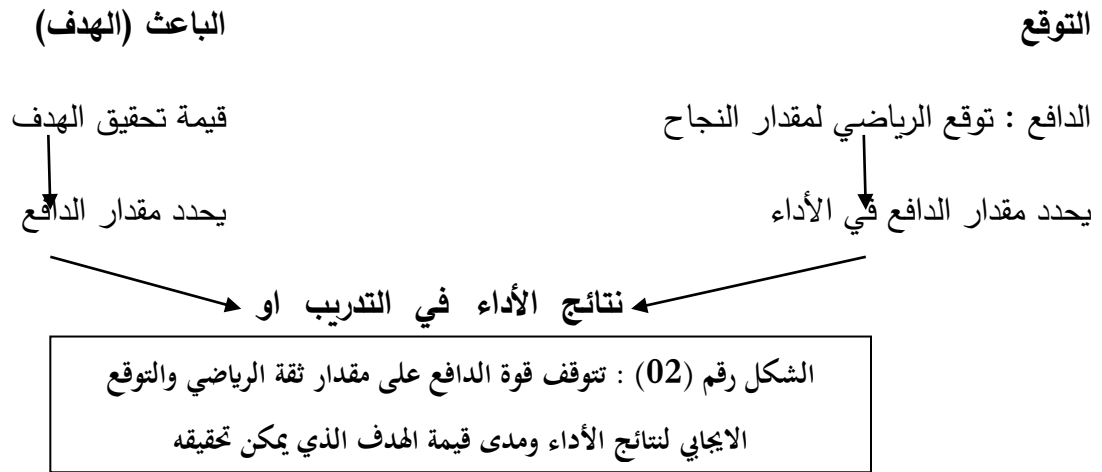 التوقع الباعث (الهدف)
الدافع : توقع الرياضي لمقدار النجاح قيمة تحقيق الهدف
يحدد مقدار الدافع في الأداء يحدد مقدار الدافع
نتائج الأداء في التدريب او
الشكل رقم (02) : تتوقف قوة الدافع على مقدار ثقة الرياضي والتوقع
الايجابي لنتائج الأداء ومدى قيمة الهدف الذي يمكن تحقيقه